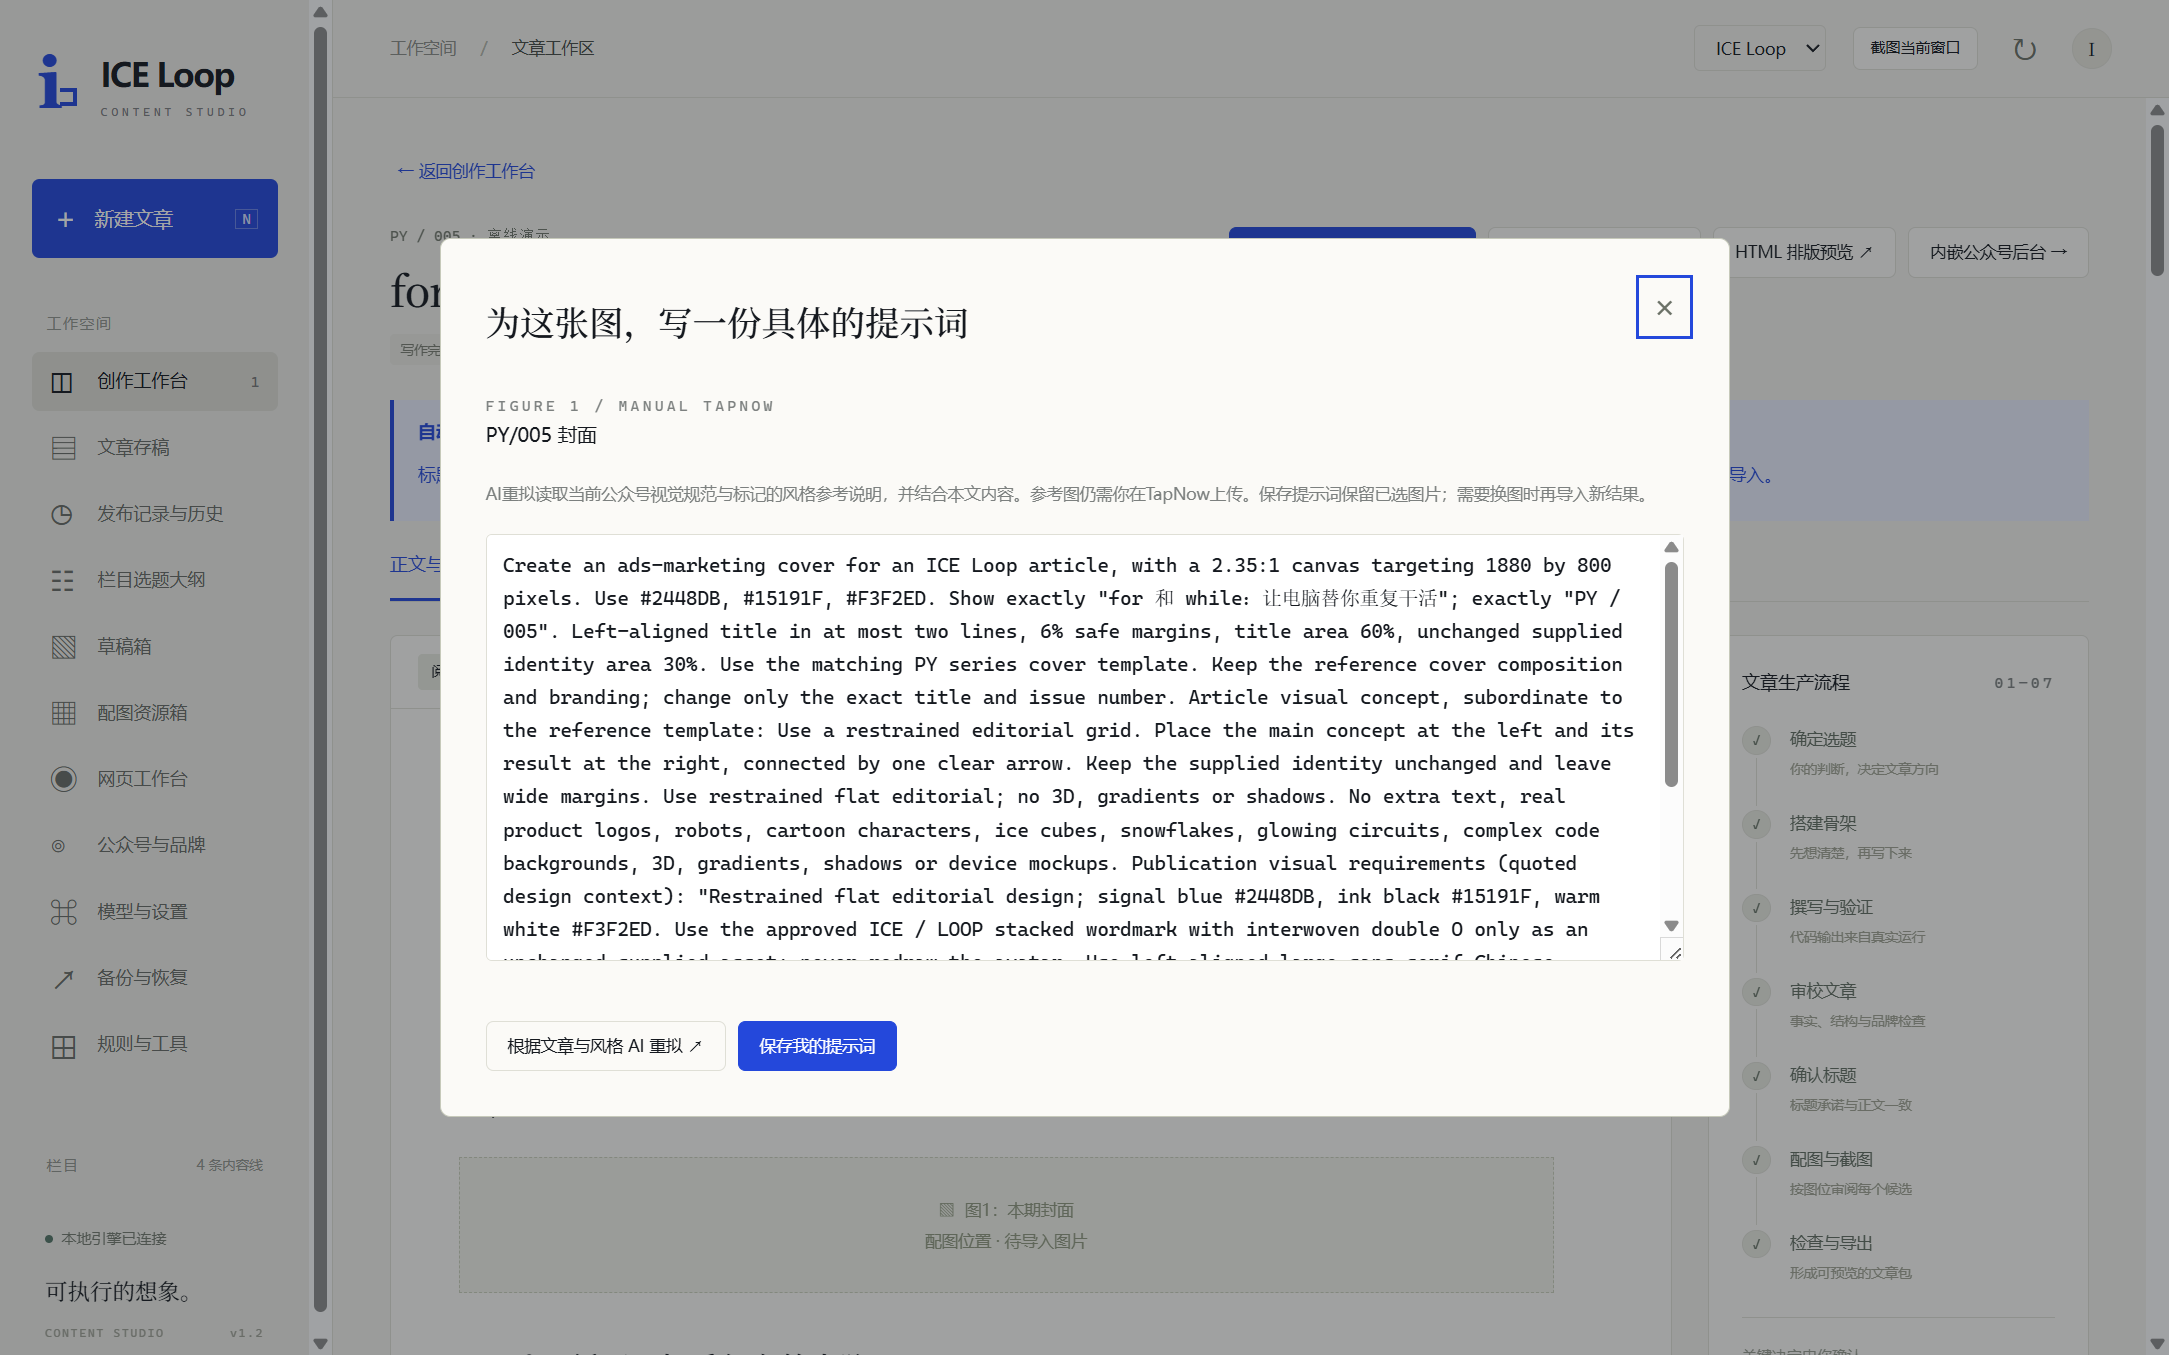 ICE Loop
CONTENT STUDIO
+ 新建文章 N
工作空间
创作工作台 1
文章存稿
发布记录与历史
栏目选题大纲
草稿箱
配图资源箱
网页工作台
公众号与品牌
模型与设置
备份与恢复
规则与工具
栏目 4 条内容线
本地引擎已连接
可执行的想象。
CONTENT STUDIO v1.2
工作空间 / 文章工作区
ICE Loop
截图当前窗口
I
← 返回创作工作台
PY / 005 · 离线演示
for
HTML 排版预览 ↗
内嵌公众号后台 →
写作完
导入。
正文与
为这张图，写一份具体的提示词
×
FIGURE 1 / MANUAL TAPNOW
PY/005 封面
AI重拟读取当前公众号视觉规范与标记的风格参考说明，并结合本文内容。参考图仍需你在TapNow上传。保存提示词保留已选图片；需要换图时再导入新结果。
Create an ads-marketing cover for an ICE Loop article, with a 2.35:1 canvas targeting 1880 by 800
pixels. Use #2448DB, #15191F, #F3F2ED. Show exactly "for 和 while：让电脑替你重复干活"; exactly "PY /
005". Left-aligned title in at most two lines, 6% safe margins, title area 60%, unchanged supplied
identity area 30%. Use the matching PY series cover template. Keep the reference cover composition
and branding; change only the exact title and issue number. Article visual concept, subordinate to
the reference template: Use a restrained editorial grid. Place the main concept at the left and its
result at the right, connected by one clear arrow. Keep the supplied identity unchanged and leave
wide margins. Use restrained flat editorial; no 3D, gradients or shadows. No extra text, real
product logos, robots, cartoon characters, ice cubes, snowflakes, glowing circuits, complex code
backgrounds, 3D, gradients, shadows or device mockups. Publication visual requirements (quoted
design context): "Restrained flat editorial design; signal blue #2448DB, ink black #15191F, warm
white #F3F2ED. Use the approved ICE / LOOP stacked wordmark with interwoven double O only as an
根据文章与风格 AI 重拟 ↗
保存我的提示词
图1：本期封面
配图位置 · 待导入图片
文章生产流程 01—07
✓ 确定选题
你的判断，决定文章方向
✓ 搭建骨架
先想清楚，再写下来
✓ 撰写与验证
代码输出来自真实运行
✓ 审校文章
事实、结构与品牌检查
✓ 确认标题
标题承诺与正文一致
✓ 配图与截图
按图位审阅每个候选
✓ 检查与导出
形成可预览的文章包